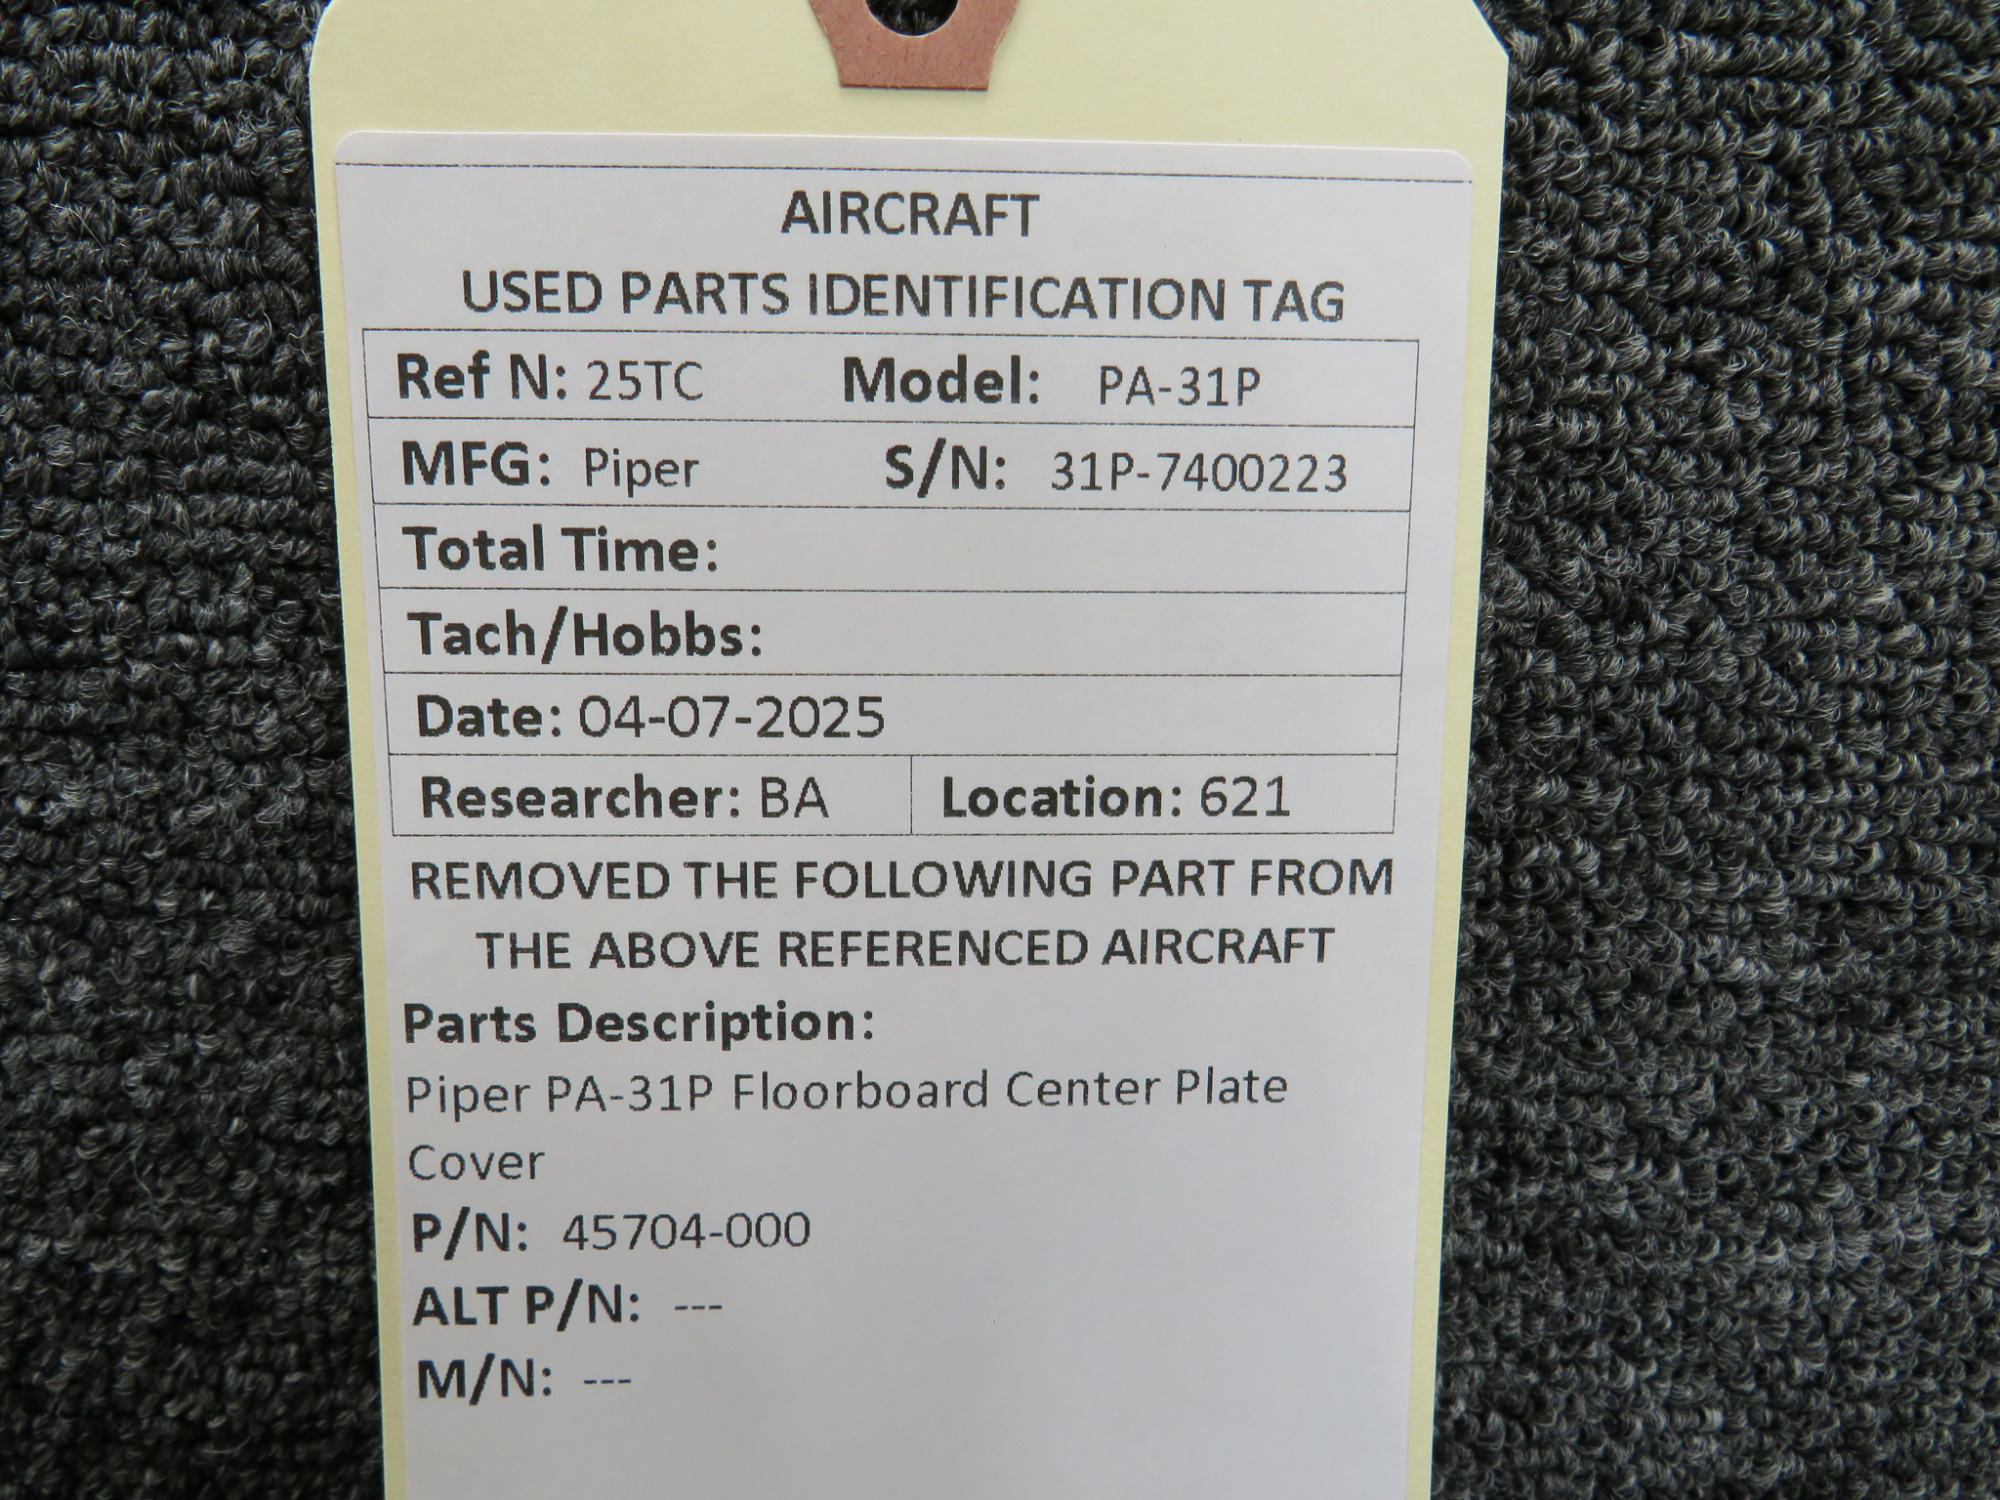 AIRCRAFT
USED PARTS IDENTIFICATION TAG
Ref N: 25TC Model: PA-31P
MFG: Piper S/N: 31P-7400223
Total Time:
Tach/Hobbs:
Date: 04-07-2025
Researcher: BA Location: 621
REMOVED THE FOLLOWING PART FROM
THE ABOVE REFERENCED AIRCRAFT
Parts Description:
Piper PA-31P Floorboard Center Plate
Cover
P/N: 45704-000
ALT P/N: ---
M/N: ---